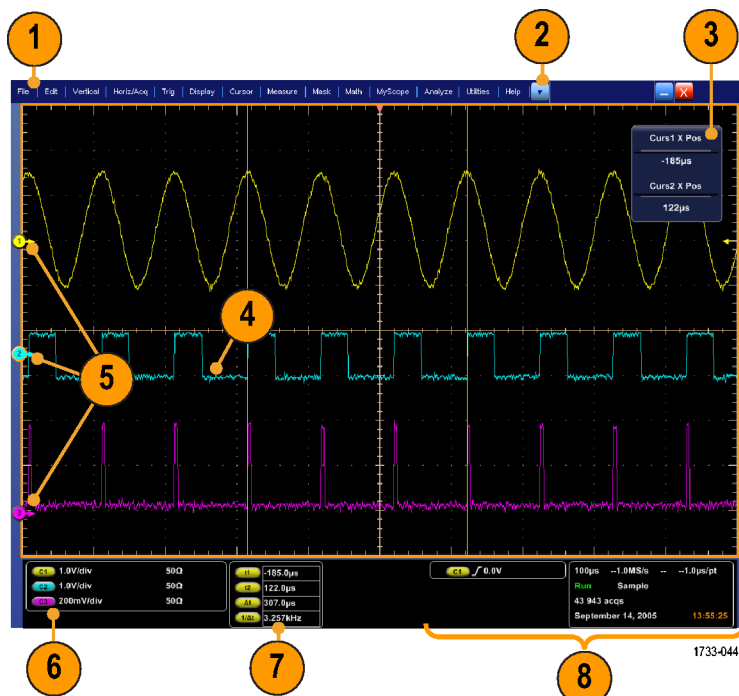 1
2
3
File Edit Vertical Horiz/Acq Trig Display Cursor Measure Mask Math MyScope Analyze Utilities Help
X
Curs1 X Pos
-185µs
Curs2 X Pos
122µs
1
4
2
5
3
C1 1.0V/div 50Ω
C2 1.0V/div 50Ω
C3 200mV/div 50Ω
t1 -185.0µs
t2 122.0µs
Δt 307.0µs
1/Δt 3.257kHz
C1 0.0V
100µs --1.0MS/s -- --1.0µs/pt
Run Sample
43 943 acqs
September 14, 2005 13:55:25
1733-044
6
7
8